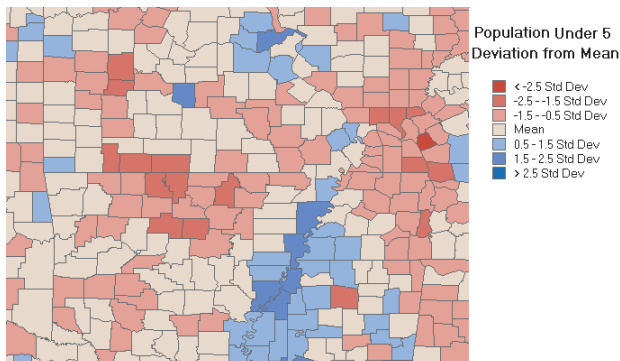 Population Under 5
Deviation from Mean
< -2.5 Std Dev
-2.5 - -1.5 Std Dev
-1.5 - -0.5 Std Dev
Mean
0.5 - 1.5 Std Dev
1.5 - 2.5 Std Dev
> 2.5 Std Dev